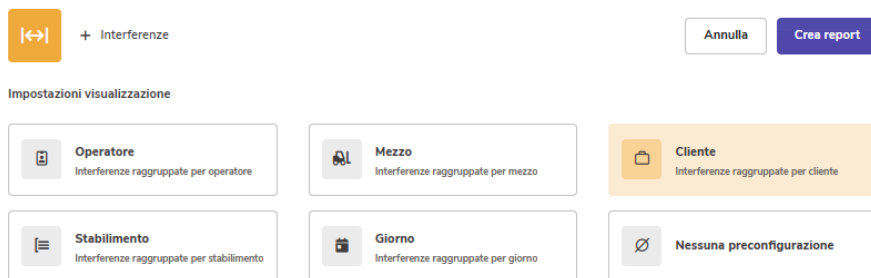 + Interferenze
Annulla
Crea report
Impostazioni visualizzazione
Operatore
Interferenze raggruppate per operatore
Mezzo
Interferenze raggruppate per mezzo
Cliente
Interferenze raggruppate per cliente
Stabilimento
Interferenze raggruppate per stabilimento
Giorno
Interferenze raggruppate per giorno
Nessuna preconfigurazione